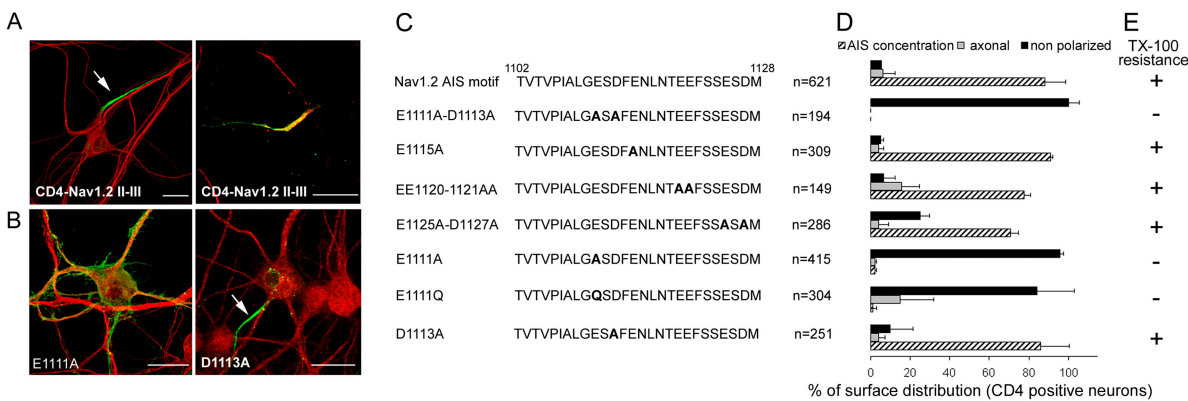 A
CD4-Nav1.2 II-III
CD4-Nav1.2 II-III
B
E1111A
D1113A
C
1102 1128
Nav1.2 AIS motif TVTVPIALGESDFENLNTEEFSSESDM n=621
E1111A-D1113A TVTVPIALGASAFENLNTEEFSSESDM n=194
E1115A TVTVPIALGESDFANLNTEEFSSESDM n=309
EE1120-1121AA TVTVPIALGESDFENLNTAAFSSESDM n=149
E1125A-D1127A TVTVPIALGESDFENLNTEEFSSASAM n=286
E1111A TVTVPIALGASDFENLNTEEFSSESDM n=415
E1111Q TVTVPIALGQSDFENLNTEEFSSESDM n=304
D1113A TVTVPIALGESAFENLNTEEFSSESDM n=251
D
AIS concentration axonal non polarized
0 20 40 60 80 100
% of surface distribution (CD4 positive neurons)
E
TX-100
resistance
+
-
+
+
+
-
-
+